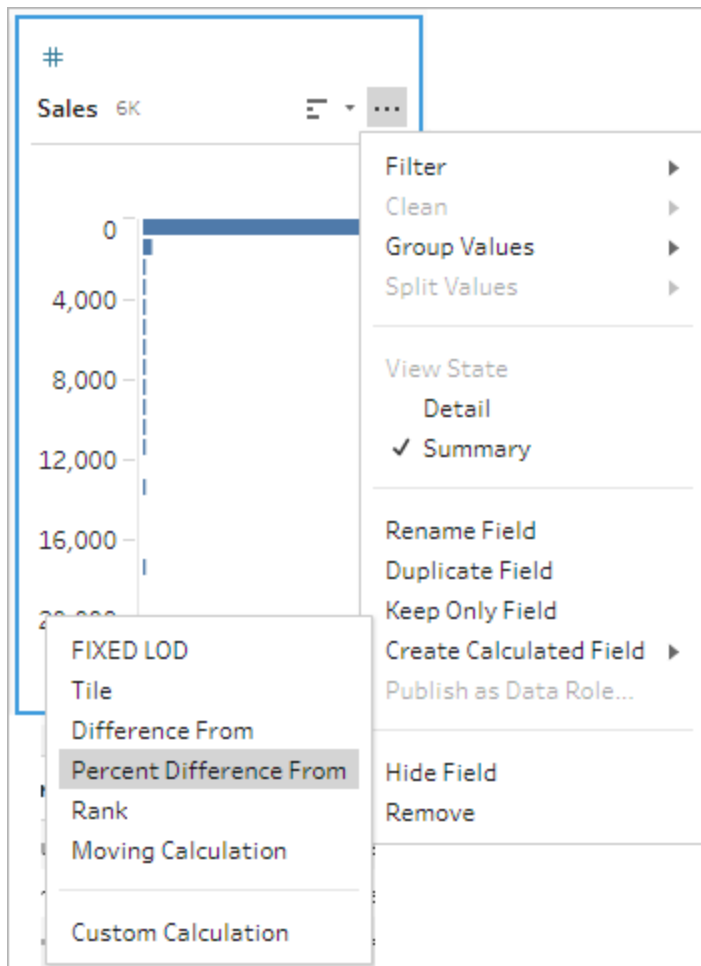 #
Sales 6K
...
Filter
Clean
Group Values
Split Values
View State
Detail
✓ Summary
Rename Field
Duplicate Field
Keep Only Field
Create Calculated Field
Publish as Data Role...
Hide Field
Remove
0
4,000
8,000
12,000
16,000
FIXED LOD
Tile
Difference From
Percent Difference From
Rank
Moving Calculation
Custom Calculation